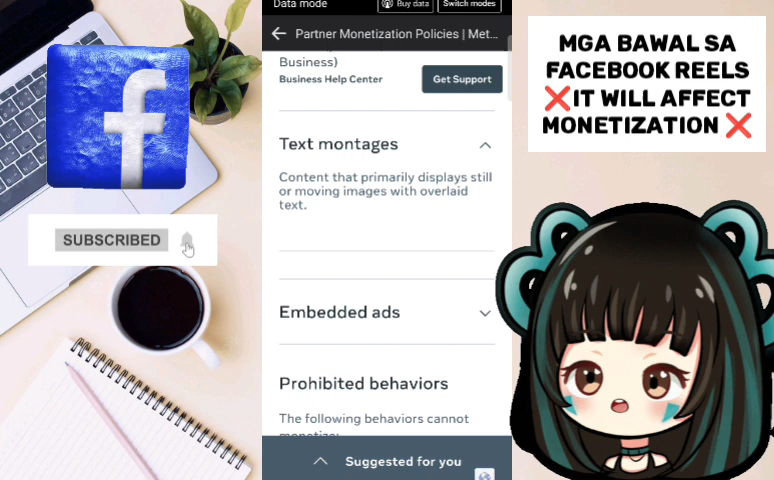 Data mode
Buy data
Switch modes
Partner Monetization Policies | Met...
Business)
Business Help Center
Get Support
Text montages
Content that primarily displays still
or moving images with overlaid
text.
Embedded ads
Prohibited behaviors
The following behaviors cannot
monetize:
Suggested for you
SUBSCRIBED
MGA BAWAL SA
FACEBOOK REELS
❌IT WILL AFFECT
MONETIZATION ❌